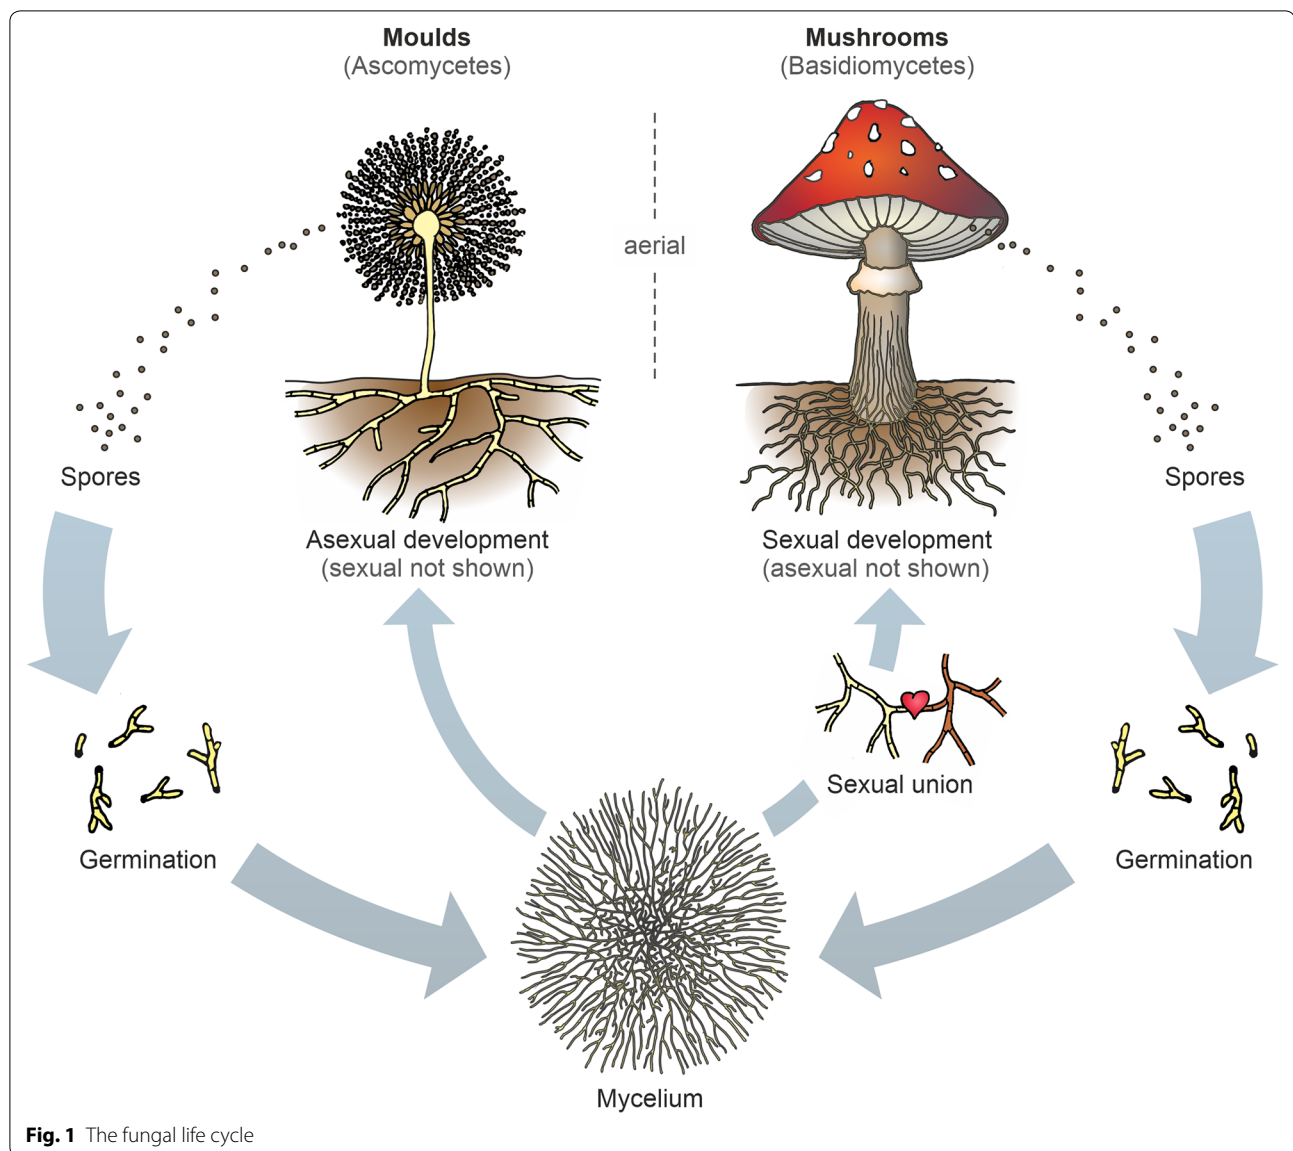 Moulds
(Ascomycetes)
Mushrooms
(Basidiomycetes)
aerial
Spores
Spores
Asexual development
(sexual not shown)
Sexual development
(asexual not shown)
Sexual union
Germination
Germination
Mycelium
Fig. 1 The fungal life cycle